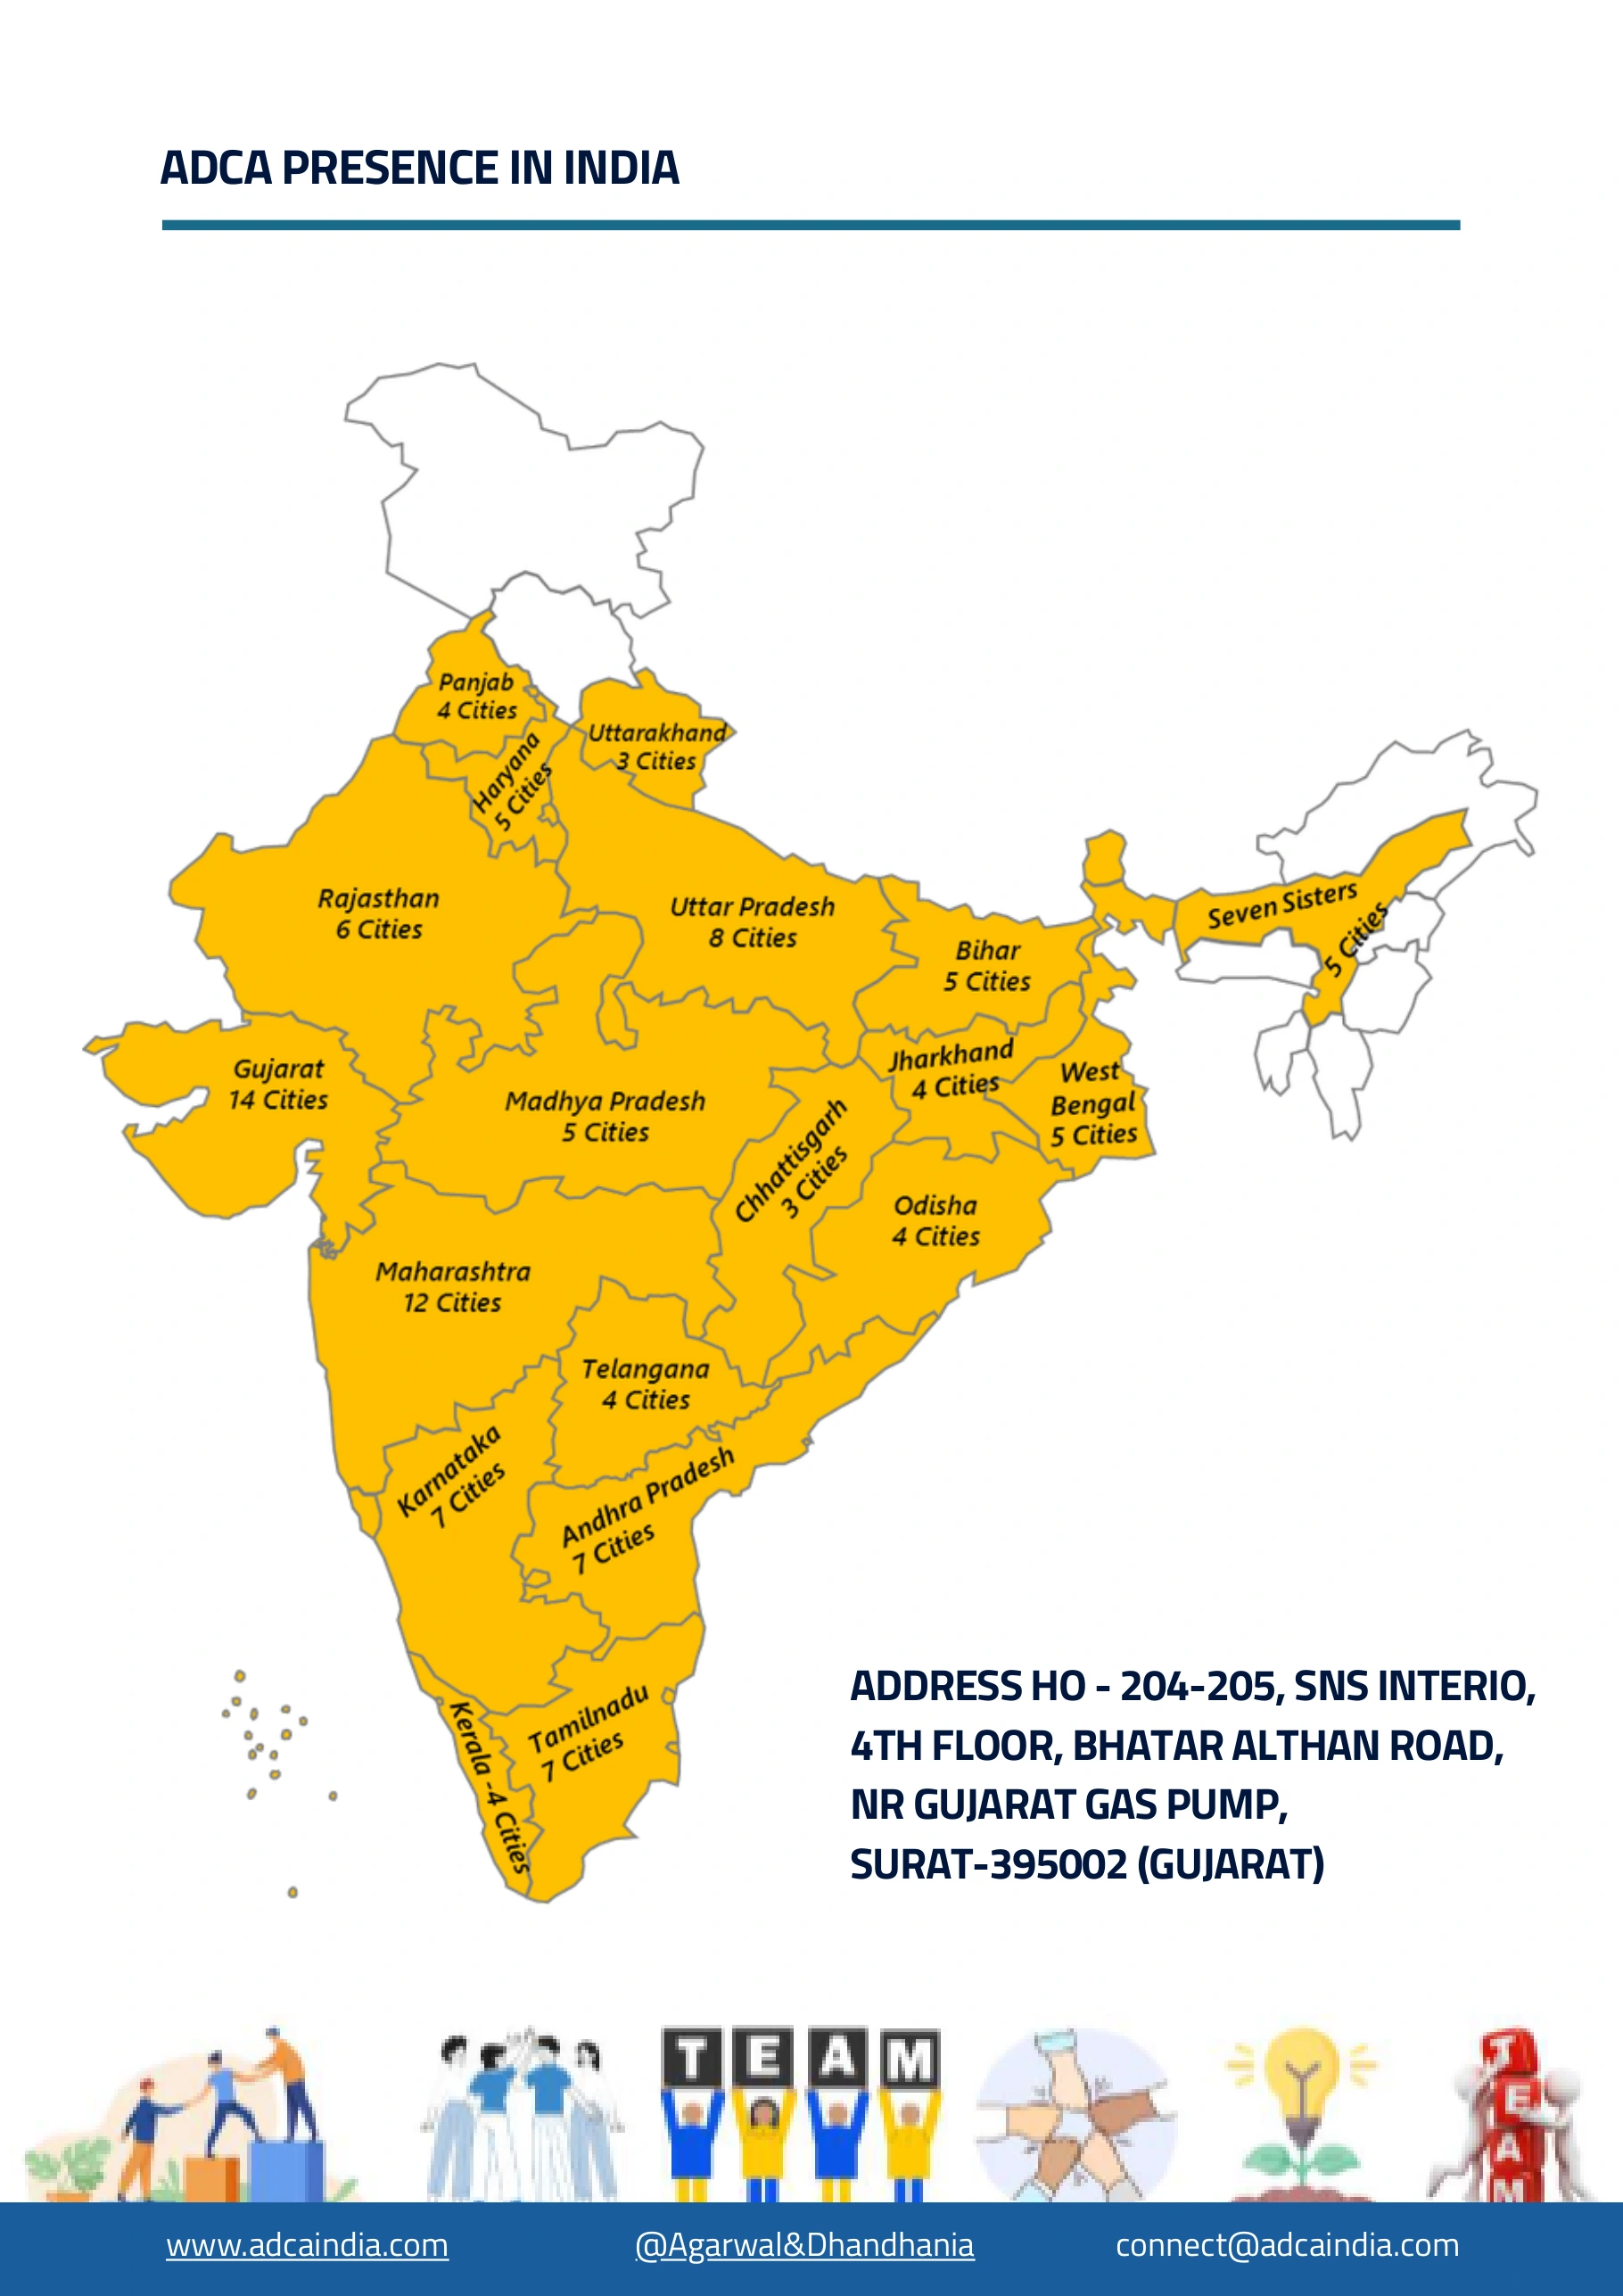 ADCA PRESENCE IN INDIA
Panjab
4 Cities
Uttarakhand
3 Cities
Haryana
5 Cities
Rajasthan
6 Cities
Uttar Pradesh
8 Cities
Bihar
5 Cities
Seven Sisters
5 Cities
Gujarat
14 Cities
Madhya Pradesh
5 Cities
Jharkhand
4 Cities
West
Bengal
5 Cities
Chhattisgarh
3 Cities
Odisha
4 Cities
Maharashtra
12 Cities
Telangana
4 Cities
Karnataka
7 Cities
Andhra Pradesh
7 Cities
Tamilnadu
7 Cities
Kerala -4 Cities
ADDRESS HO - 204-205, SNS INTERIO,
4TH FLOOR, BHATAR ALTHAN ROAD,
NR GUJARAT GAS PUMP,
SURAT-395002 (GUJARAT)
TEAM
TEAM
www.adcaindia.com
@Agarwal&Dhandhania
connect@adcaindia.com